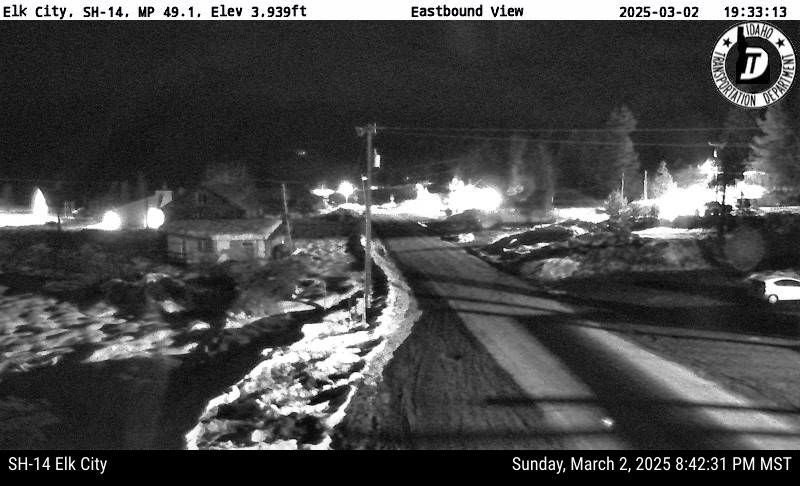 Elk City, SH-14, MP 49.1, Elev 3,939ft Eastbound View 2025-03-02 19:33:13
IDAHO
TRANSPORTATION DEPARTMENT
SH-14 Elk City Sunday, March 2, 2025 8:42:31 PM MST